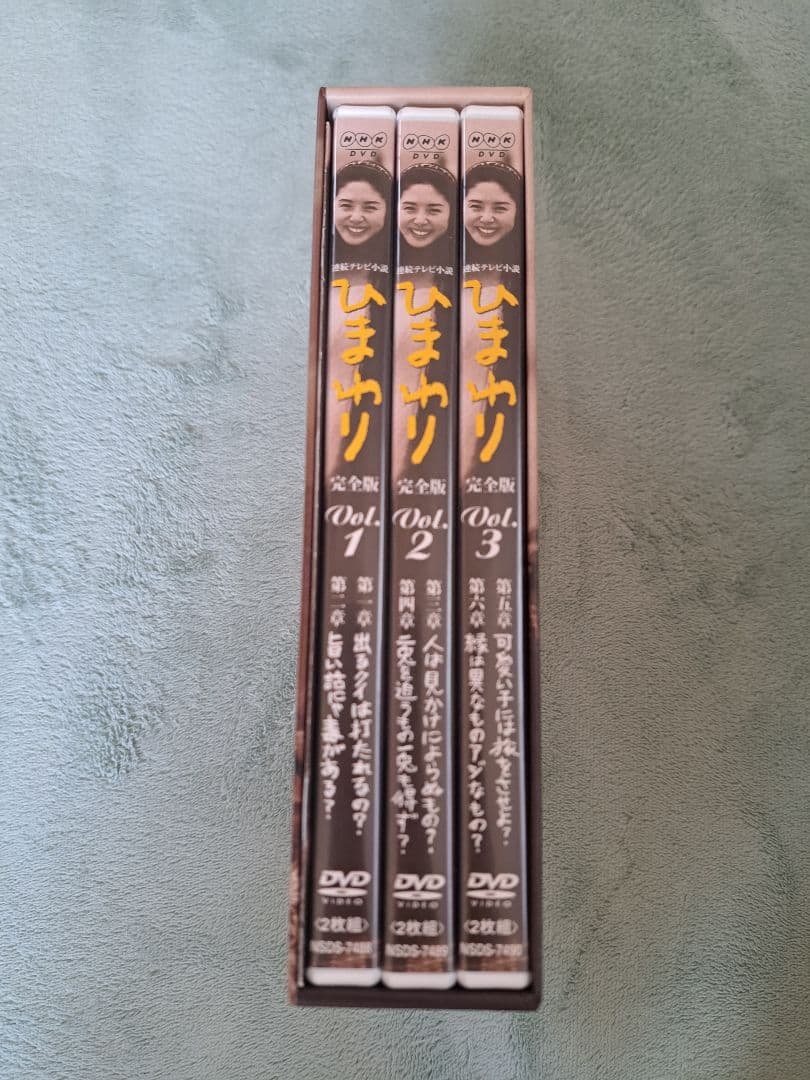 NHK
DVD
連続テレビ小説
ひまわり
完全版
Vol.
1
第一章 出るクイは打たれるの?
第二章 旨い話にゃ毒がある?
DVD
VIDEO
〈2枚組〉
NSDS-7488
NHK
DVD
連続テレビ小説
ひまわり
完全版
Vol.
2
第三章 人は見かけによらぬもの?
第四章 二兎を追うもの一兎も得ず?
DVD
VIDEO
〈2枚組〉
NSDS-7489
NHK
DVD
連続テレビ小説
ひまわり
完全版
Vol.
3
第五章 可愛い子には旅をさせよ?
第六章 縁は異なものアジなもの?
DVD
VIDEO
〈2枚組〉
NSDS-7490